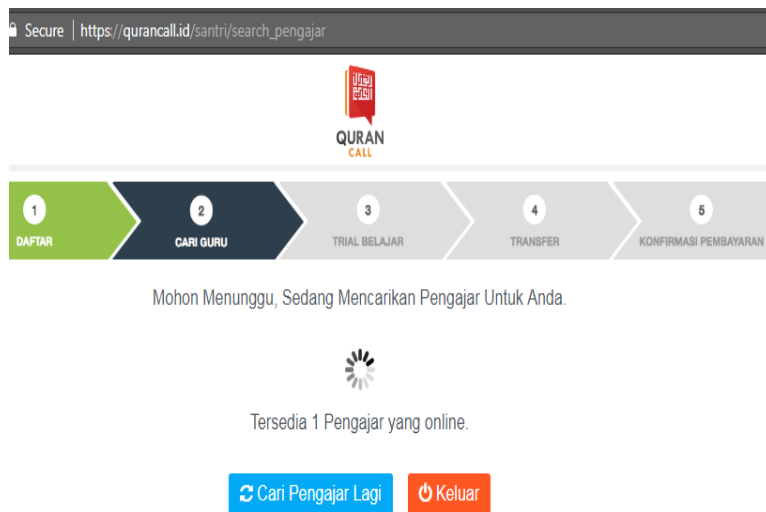 Secure | https://qurancall.id/santri/search_pengajar
QURAN
CALL
1 2 3 4 5
DAFTAR CARI GURU TRIAL BELAJAR TRANSFER KONFIRMASI PEMBAYARAN
Mohon Menunggu, Sedang Mencarikan Pengajar Untuk Anda.
Tersedia 1 Pengajar yang online.
Cari Pengajar Lagi Keluar